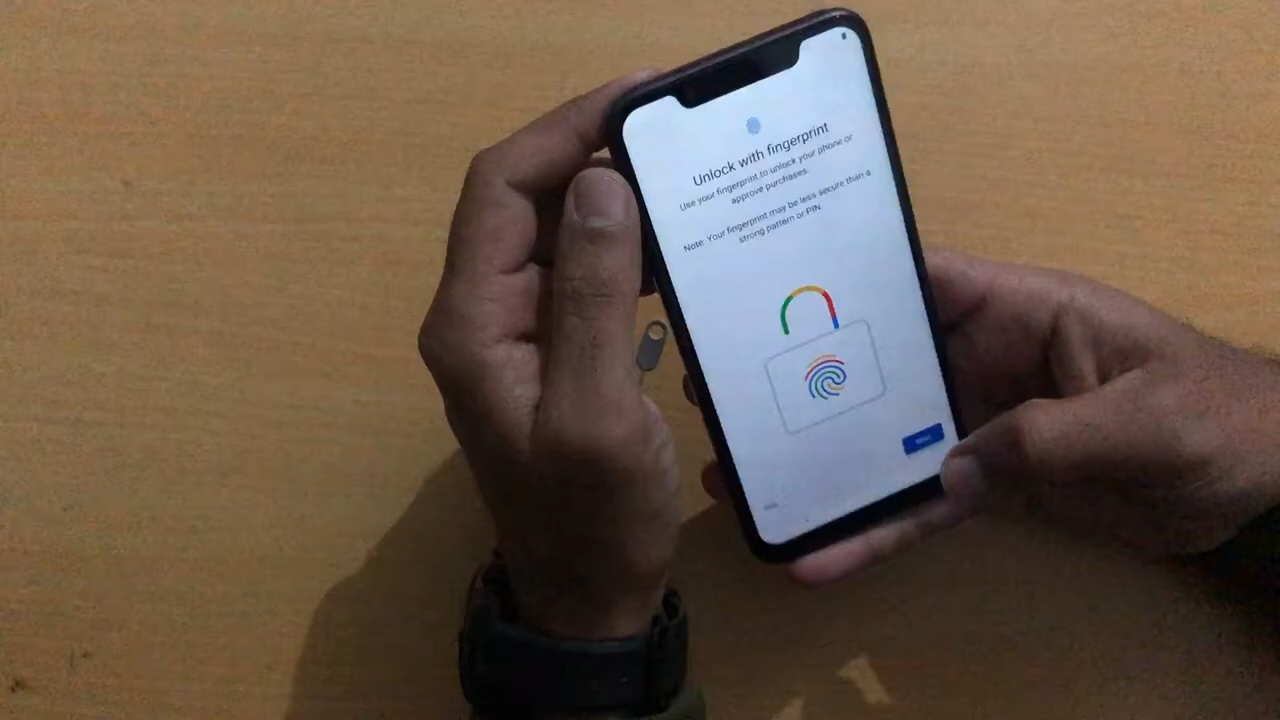 Unlock with fingerprint
Use your fingerprint to unlock your phone or
approve purchases.
Note: Your fingerprint may be less secure than a
strong pattern or PIN